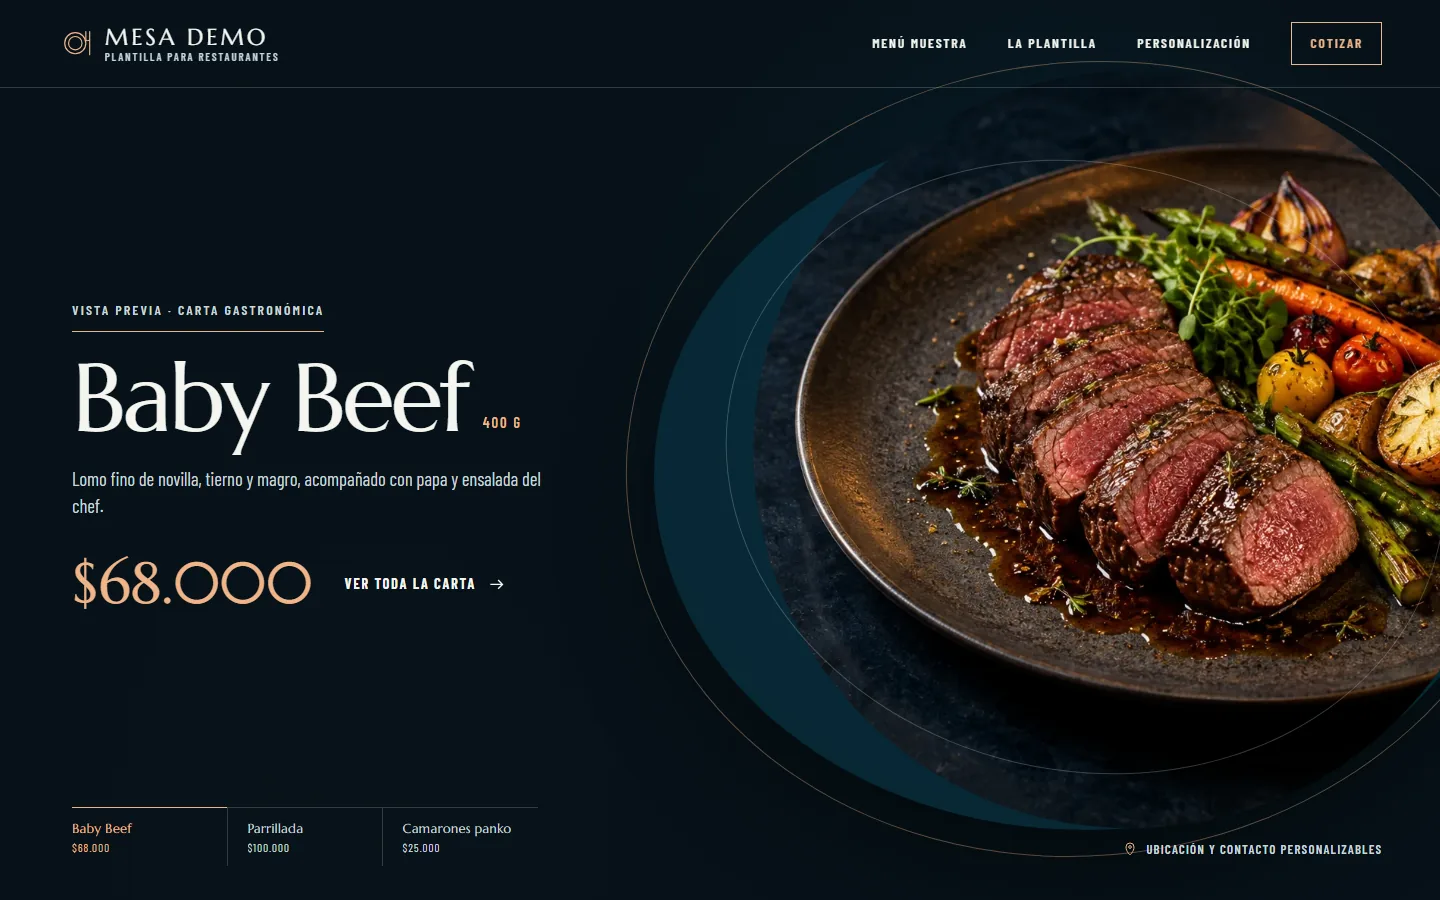 MESA DEMO
PLANTILLA PARA RESTAURANTES
MENÚ MUESTRA
LA PLANTILLA
PERSONALIZACIÓN
COTIZAR
VISTA PREVIA · CARTA GASTRONÓMICA
Baby Beef 400 G
Lomo fino de novilla, tierno y magro, acompañado con papa y ensalada del
chef.
$68.000
VER TODA LA CARTA →
Baby Beef
$68.000
Parrillada
$100.000
Camarones panko
$25.000
UBICACIÓN Y CONTACTO PERSONALIZABLES